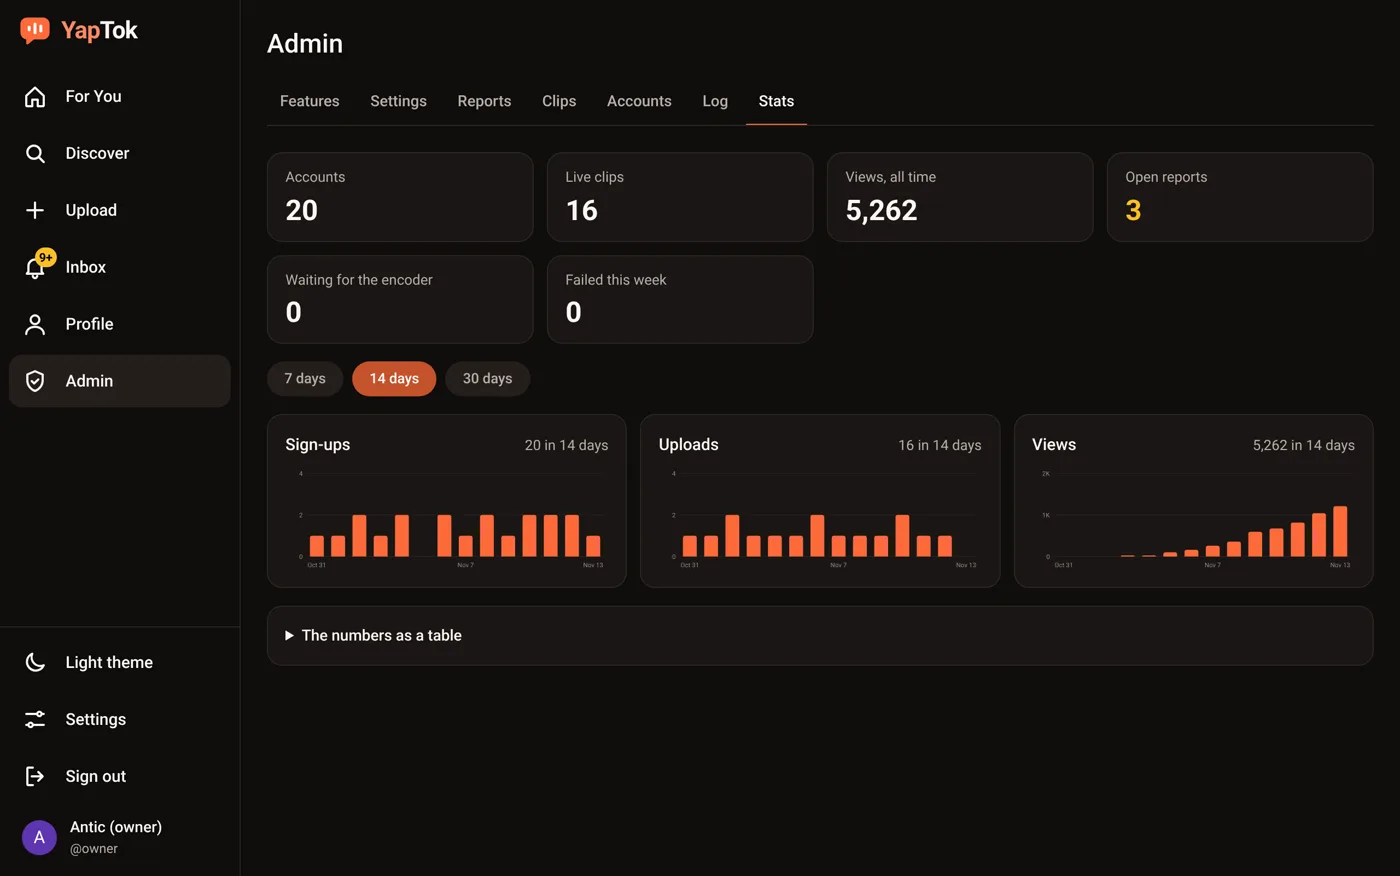 YapTok
For You
Discover
Upload
9+
Inbox
Profile
Admin
Light theme
Settings
Sign out
A
Antic (owner)
@owner
Admin
Features
Settings
Reports
Clips
Accounts
Log
Stats
Accounts
20
Live clips
16
Views, all time
5,262
Open reports
3
Waiting for the encoder
0
Failed this week
0
7 days
14 days
30 days
Sign-ups
20 in 14 days
4
2
0
Oct 31
Nov 7
Nov 13
Uploads
16 in 14 days
4
2
0
Oct 31
Nov 7
Nov 13
Views
5,262 in 14 days
2K
1K
0
Oct 31
Nov 7
Nov 13
The numbers as a table